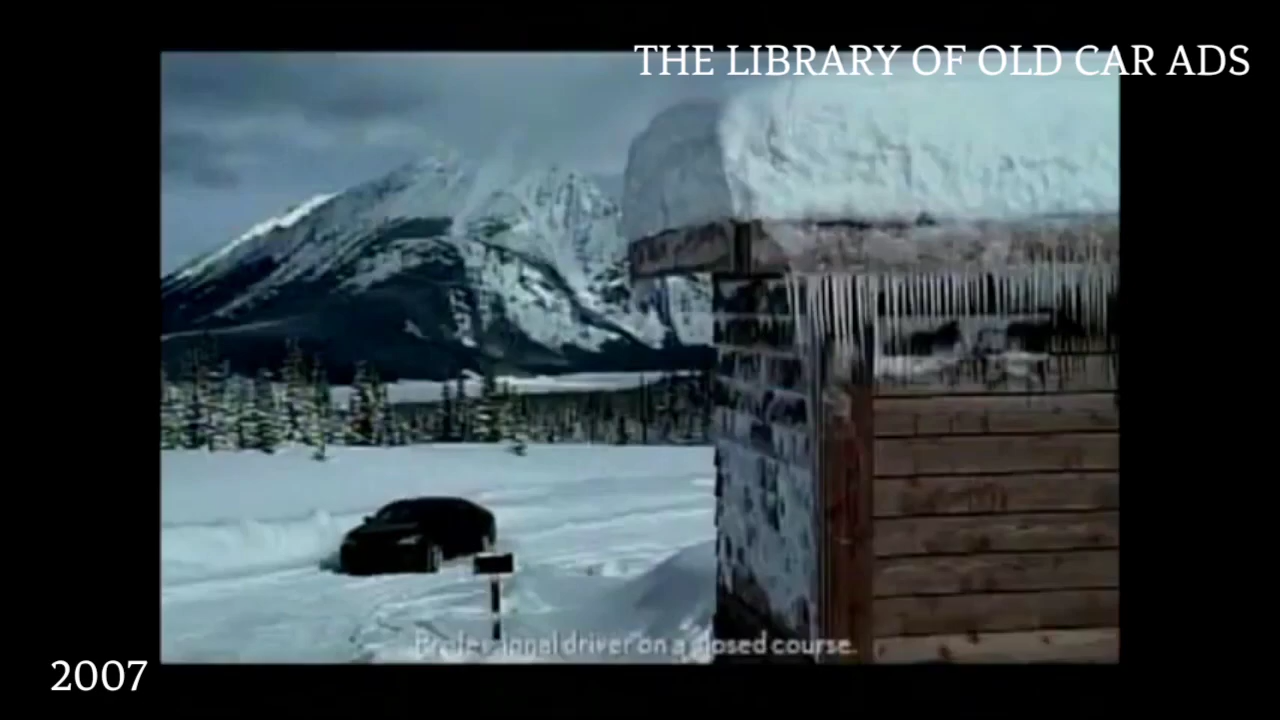 THE LIBRARY OF OLD CAR ADS
Professional driver on a closed course.
2007